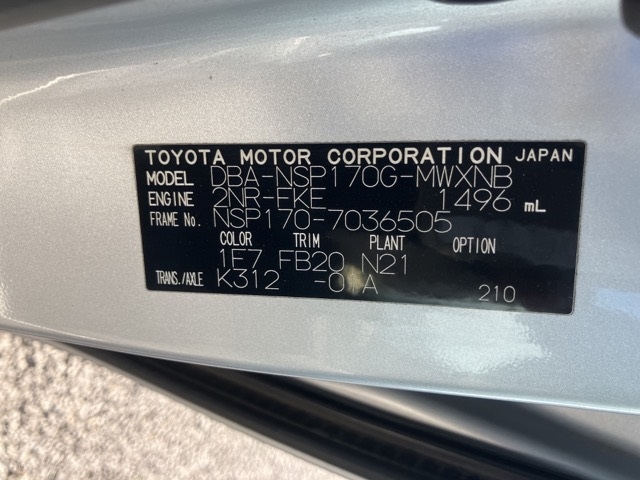 TOYOTA MOTOR CORPORATION JAPAN
MODEL DBA-NSP170G-MWXNB
ENGINE 2NR-FKE 1496 mL
FRAME No. NSP170-7036505
COLOR TRIM PLANT OPTION
1F7 FB20 N21
TRANS./AXLE K312 -01A
210